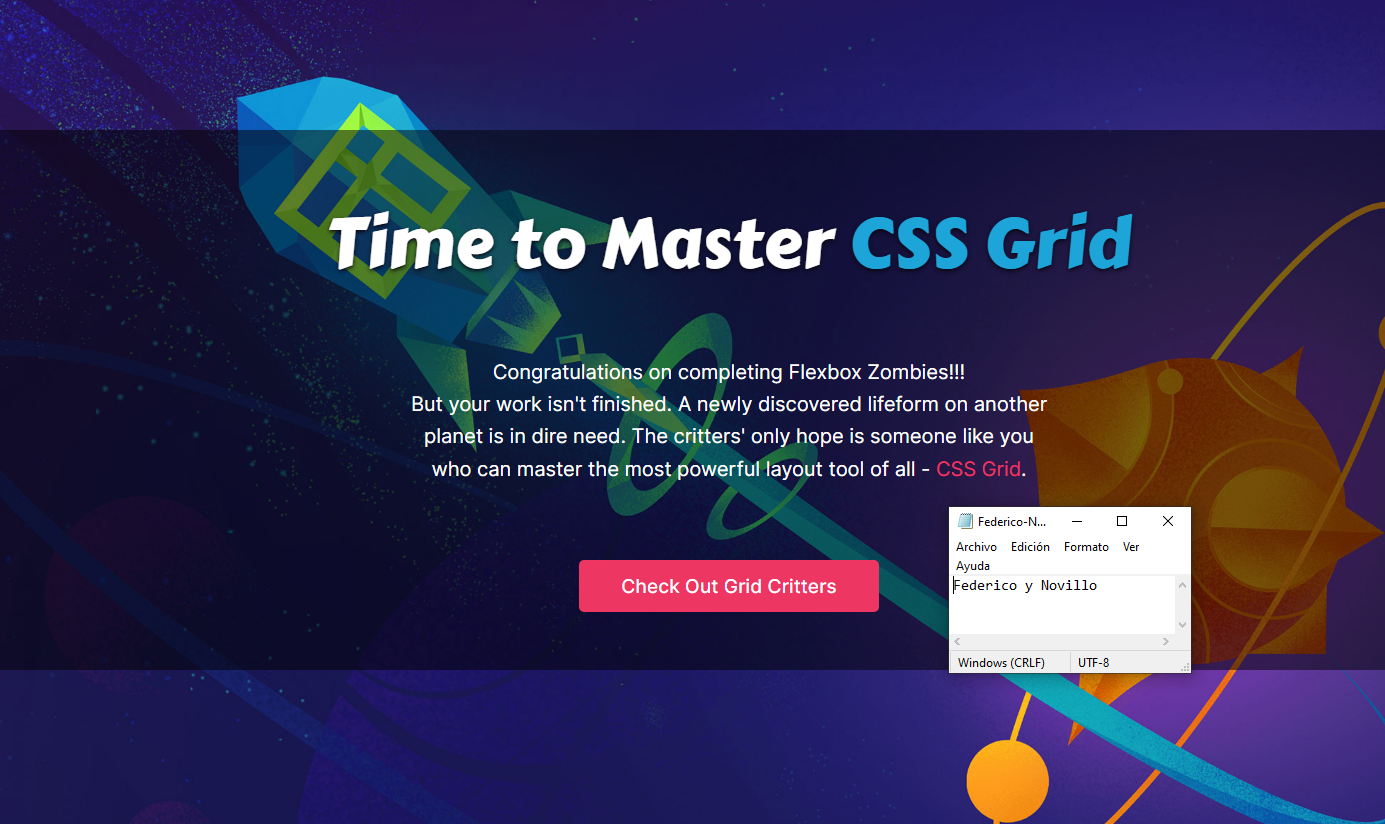 Time to Master CSS Grid
Congratulations on completing Flexbox Zombies!!!
But your work isn't finished. A newly discovered lifeform on another
planet is in dire need. The critters' only hope is someone like you
who can master the most powerful layout tool of all - CSS Grid.
Check Out Grid Critters
Federico-N...
Archivo Edición Formato Ver
Ayuda
Federico y Novillo
Windows (CRLF) UTF-8